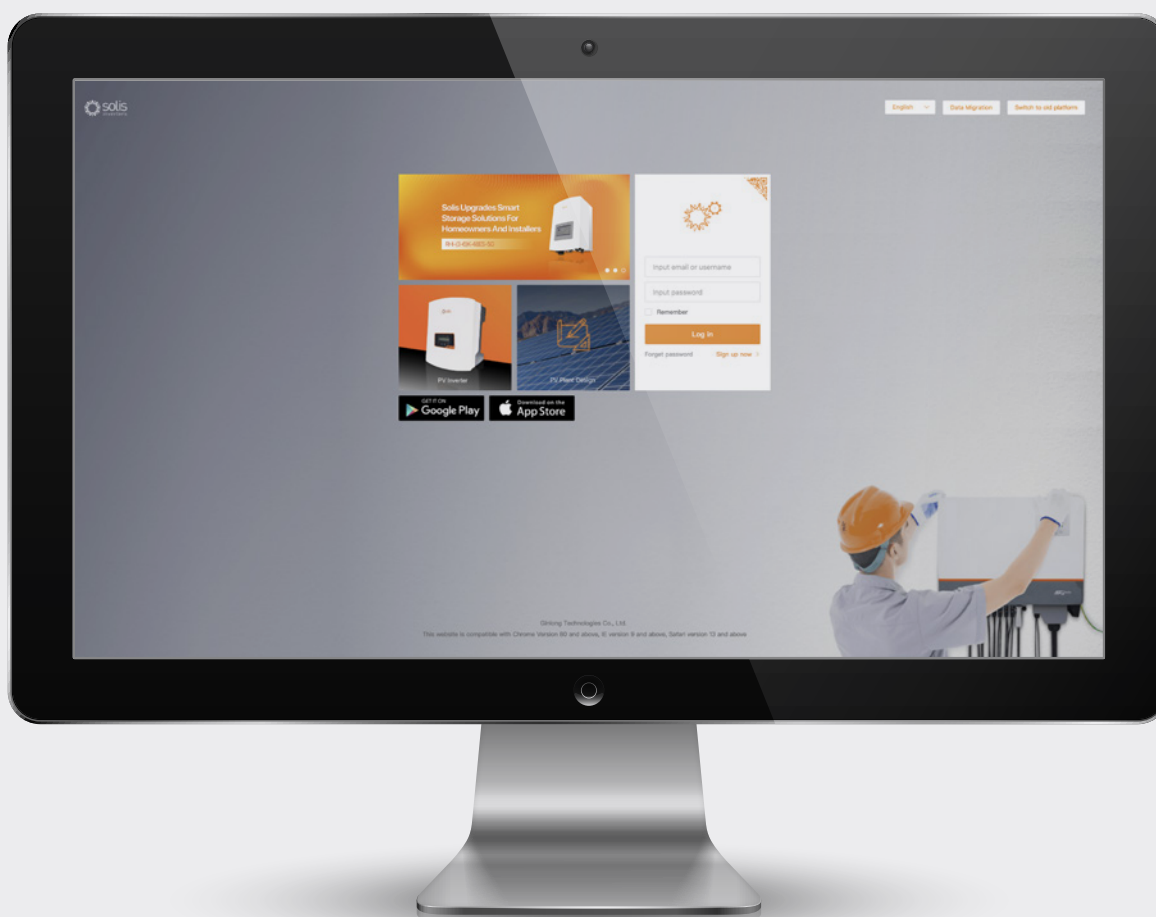 solis
English
Data Migration
Switch to old platform
Solis Upgrades Smart
Storage Solutions For
Homeowners And Installers
Input email or username
Input password
Remember
Log In
Forget password
Sign up now >
PV Inverter
PV Plant Design
GET IT ON
Google Play
Download on the
App Store
Ginlong Technologies Co., Ltd.
This website is compatible with Chrome Version 80 and above, IE version 9 and above, Safari version 13 and above